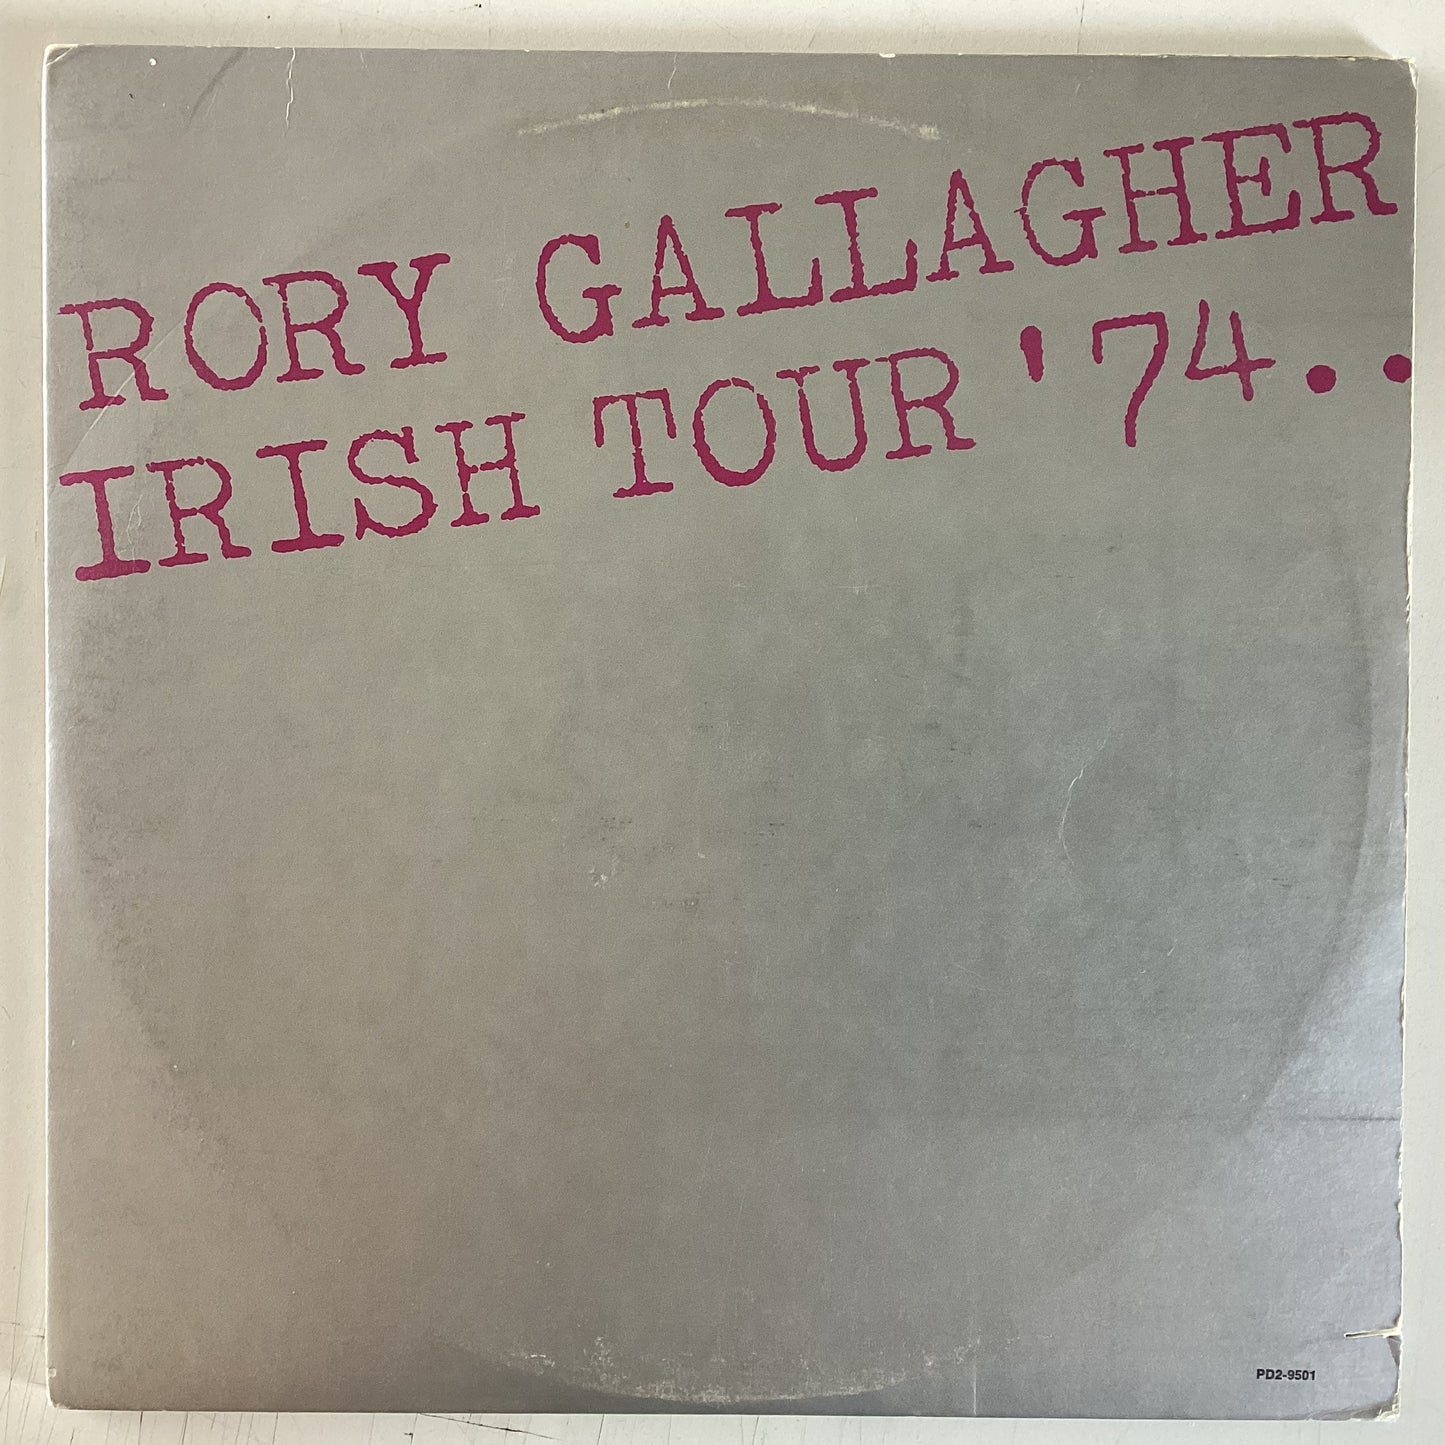 RORY GALLAGHER
IRISH TOUR '74..
PD2-9501